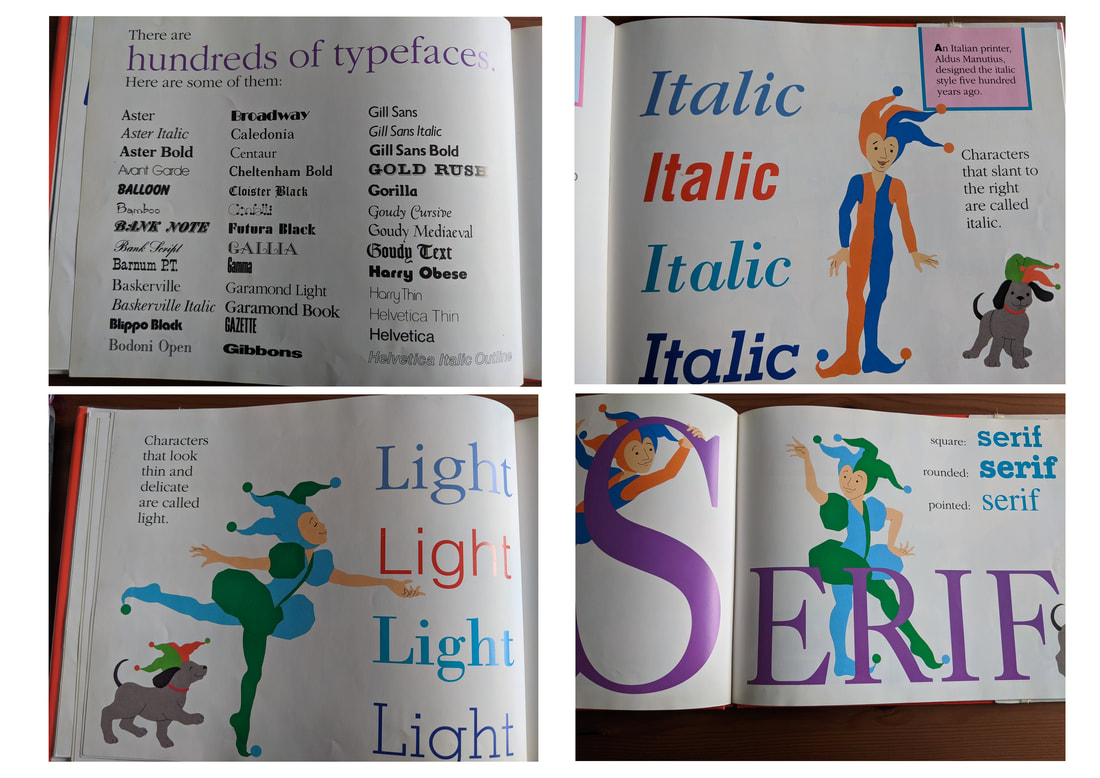 There are
hundreds of typefaces.
Here are some of them:
Aster
Aster Italic
Aster Bold
Avant Garde
BALLOON
Bamboo
BANK NOTE
Bank Script
Barnum P.T.
Baskerville
Baskerville Italic
Blippo Black
Bodoni Open
Broadway
Caledonia
Centaur
Cheltenham Bold
Cloister Black
Confetti
Futura Black
GALLIA
Gamma
Garamond Light
Garamond Book
GAZETTE
Gibbons
Gill Sans
Gill Sans Italic
Gill Sans Bold
GOLD RUSH
Gorilla
Goudy Cursive
Goudy Mediaeval
Goudy Text
Harry Obese
Harry Thin
Helvetica Thin
Helvetica
Helvetica Italic Outline
An Italian printer,
Aldus Manutius,
designed the italic
style five hundred
years ago.
Italic
Italic
Italic
Italic
Characters
that slant to
the right
are called
italic.
Characters
that look
thin and
delicate
are called
light.
Light
Light
Light
Light
SERIF
square: serif
rounded: serif
pointed: serif